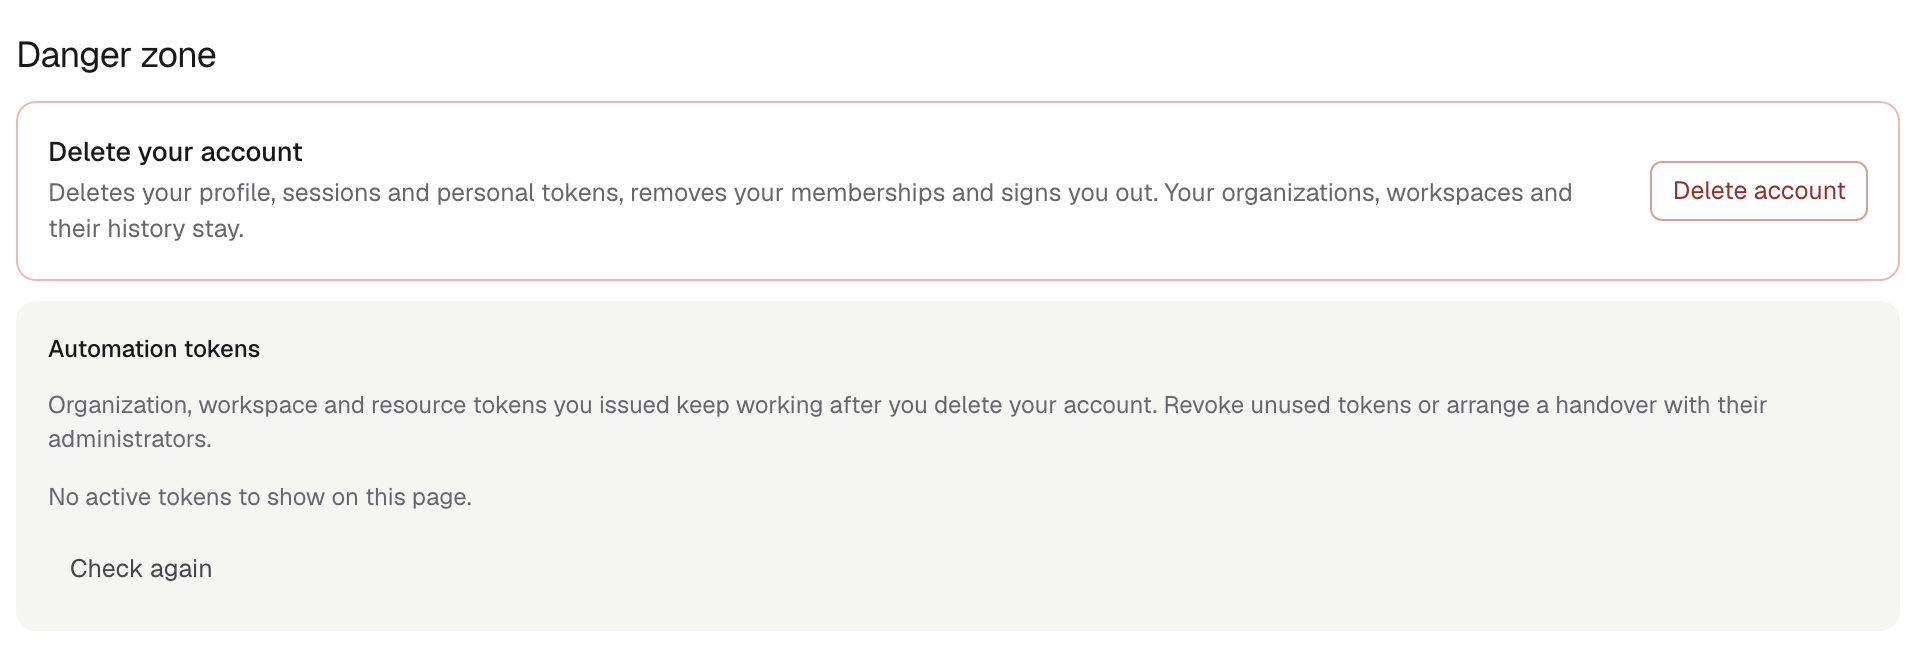 Danger zone
Delete your account
Deletes your profile, sessions and personal tokens, removes your memberships and signs you out. Your organizations, workspaces and
their history stay.
Delete account
Automation tokens
Organization, workspace and resource tokens you issued keep working after you delete your account. Revoke unused tokens or arrange a handover with their
administrators.
No active tokens to show on this page.
Check again